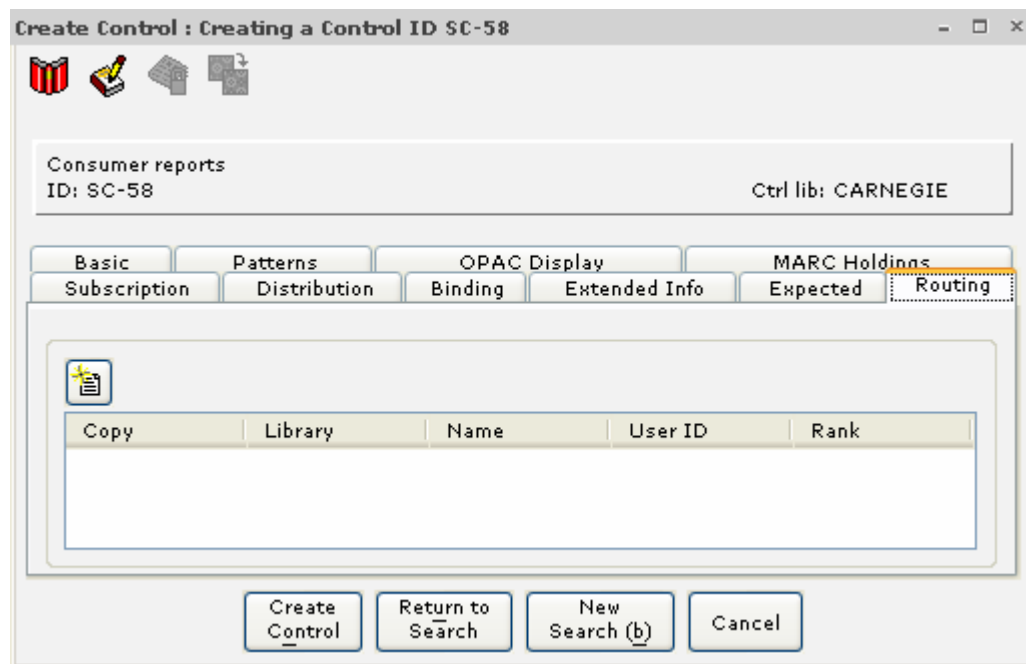 Create Control : Creating a Control ID SC-58
Consumer reports
ID: SC-58 Ctrl lib: CARNEGIE
Basic Patterns OPAC Display MARC Holdings
Subscription Distribution Binding Extended Info Expected Routing
Copy Library Name User ID Rank
Create Control
Return to Search
New Search (b)
Cancel